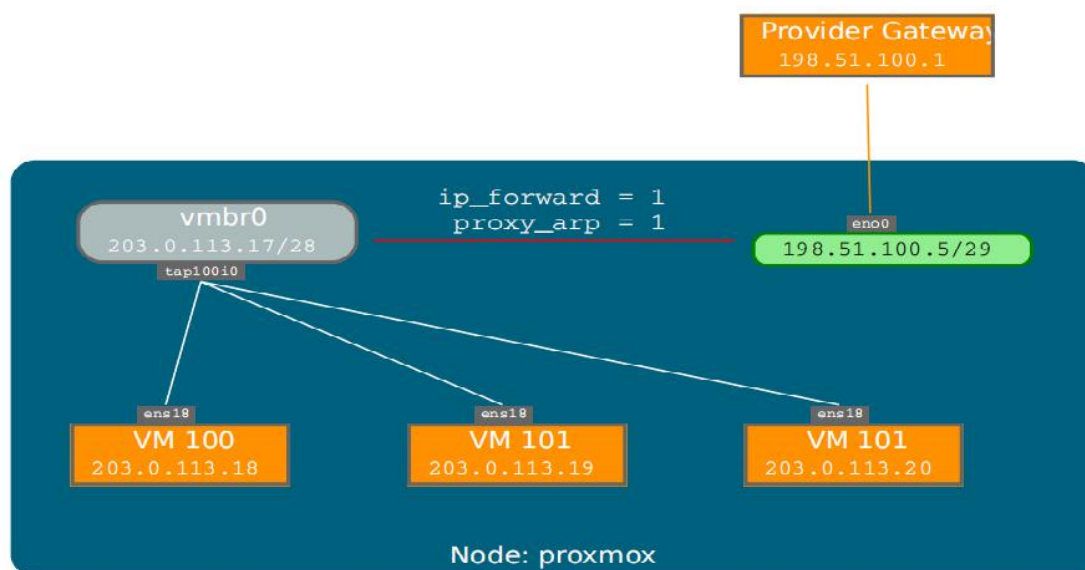 Provider Gateway
198.51.100.1
ip_forward = 1
proxy_arp = 1
vmbr0
203.0.113.17/28
tap100i0
eno0
198.51.100.5/29
ens18
VM 100
203.0.113.18
ens18
VM 101
203.0.113.19
ens18
VM 101
203.0.113.20
Node: proxmox